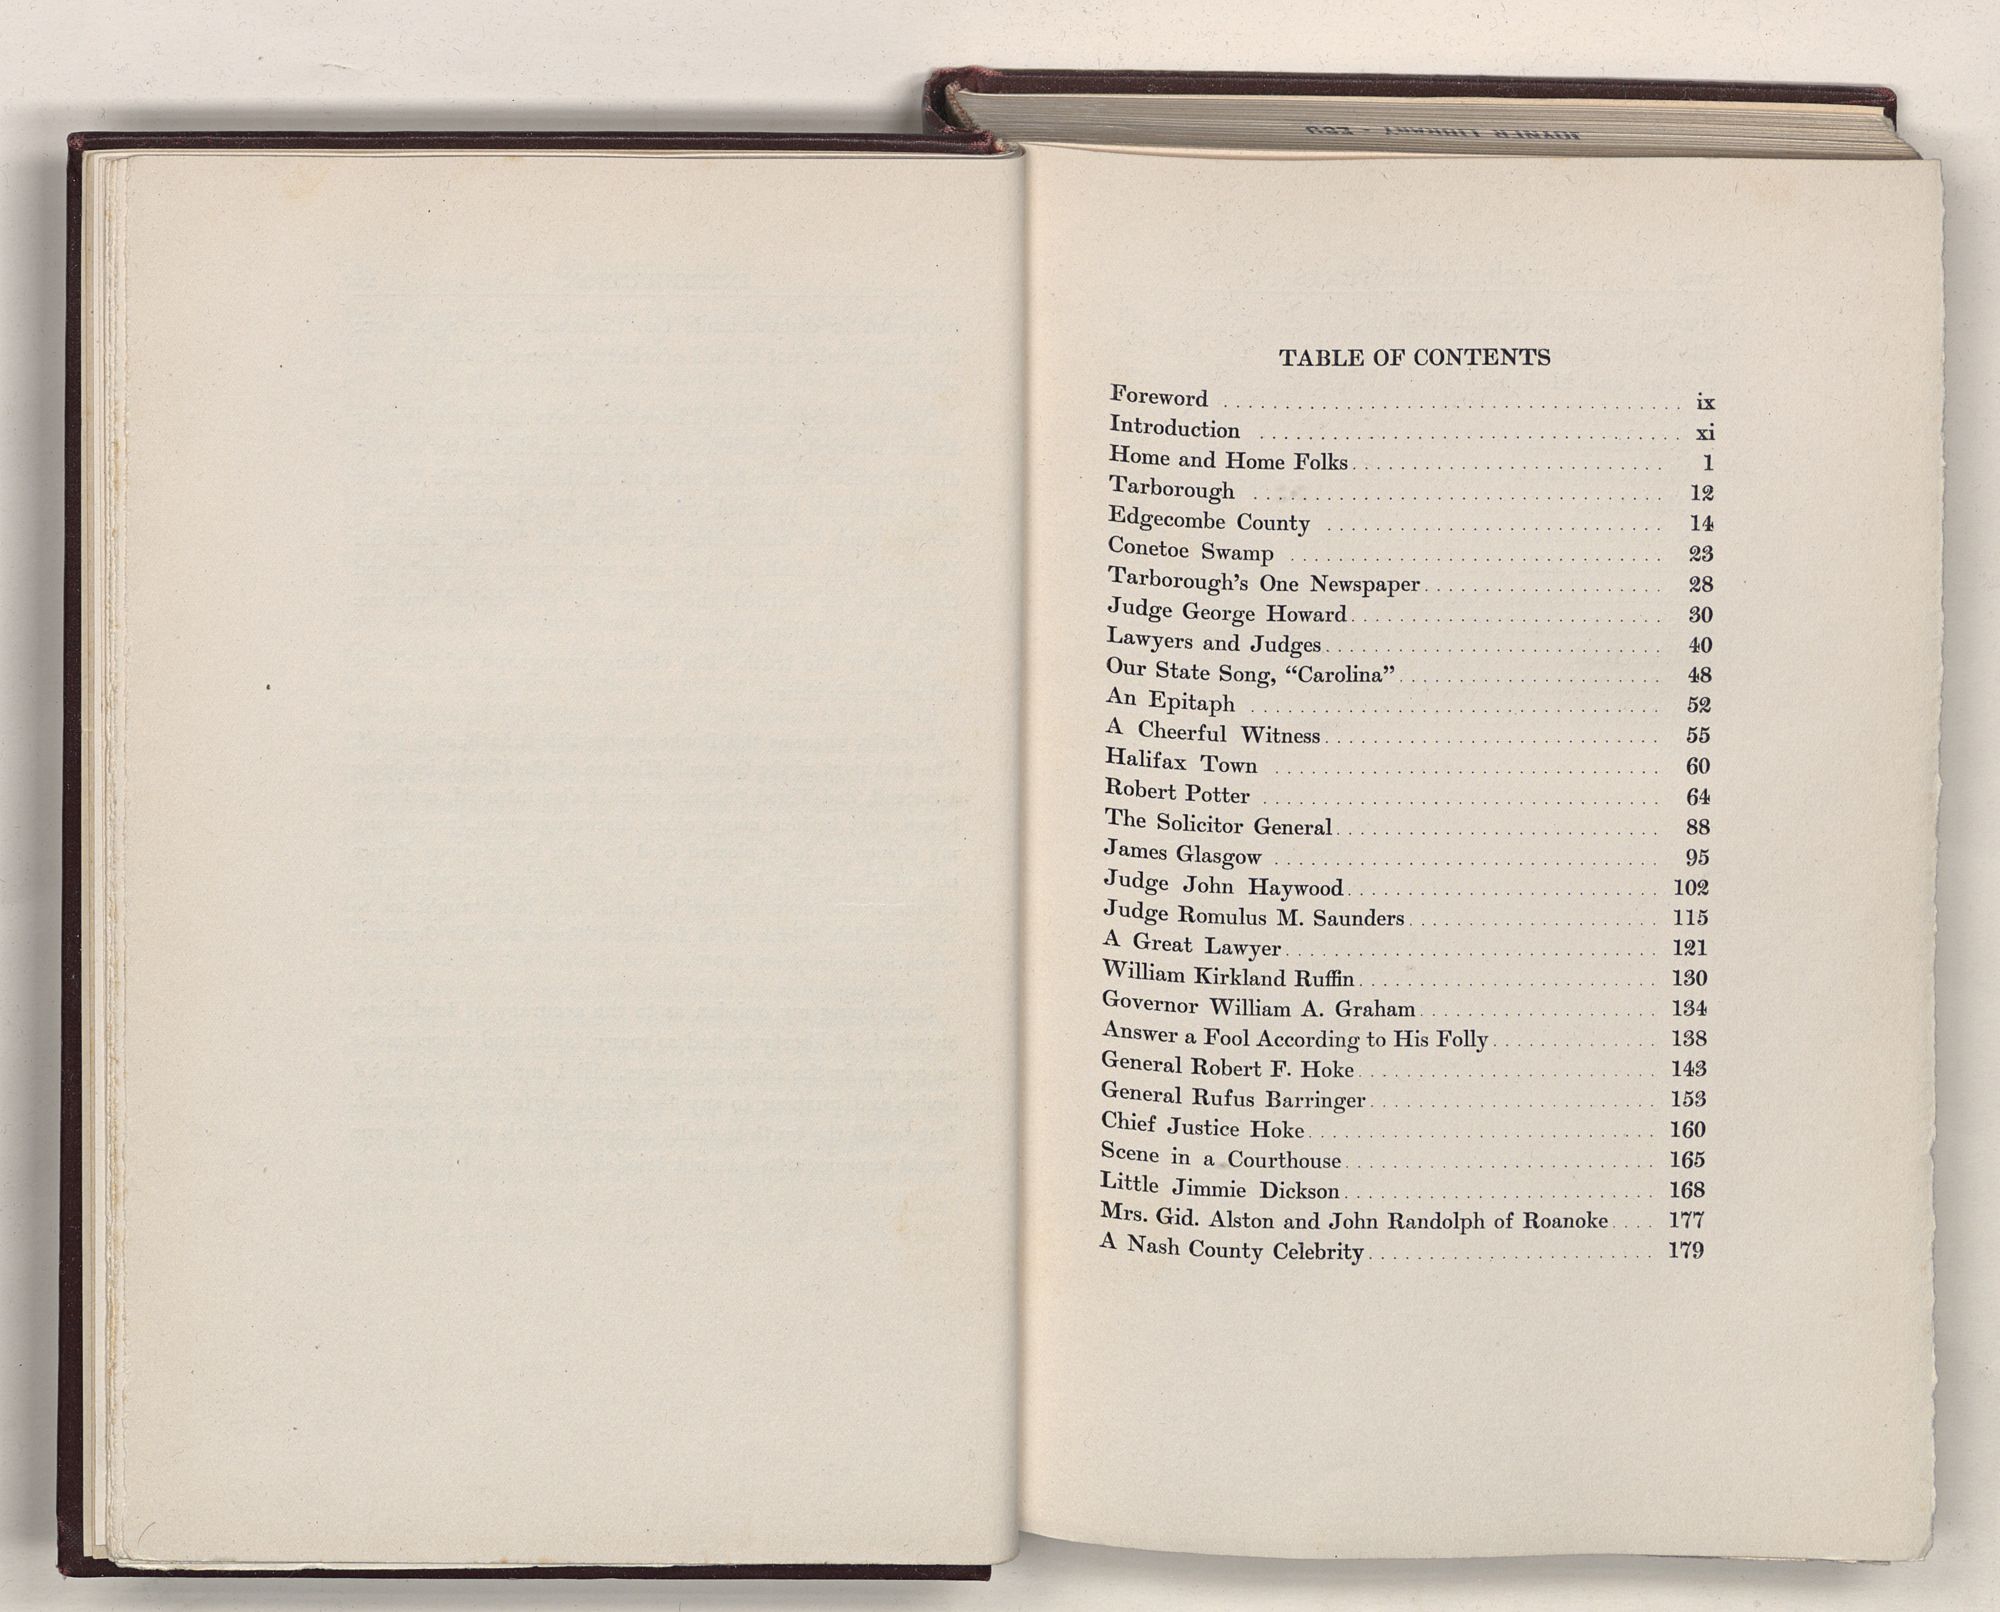 JOYNER LIBRARY - ECU
TABLE OF CONTENTS
Foreword ix
Introduction xi
Home and Home Folks 1
Tarborough 12
Edgecombe County 14
Conetoe Swamp 23
Tarborough's One Newspaper 28
Judge George Howard 30
Lawyers and Judges 40
Our State Song, “Carolina” 48
An Epitaph 52
A Cheerful Witness 55
Halifax Town 60
Robert Potter 64
The Solicitor General 88
James Glasgow 95
Judge John Haywood 102
Judge Romulus M. Saunders 115
A Great Lawyer 121
William Kirkland Ruffin 130
Governor William A. Graham 134
Answer a Fool According to His Folly 138
General Robert F. Hoke 143
General Rufus Barringer 153
Chief Justice Hoke 160
Scene in a Courthouse 165
Little Jimmie Dickson 168
Mrs. Gid. Alston and John Randolph of Roanoke 177
A Nash County Celebrity 179